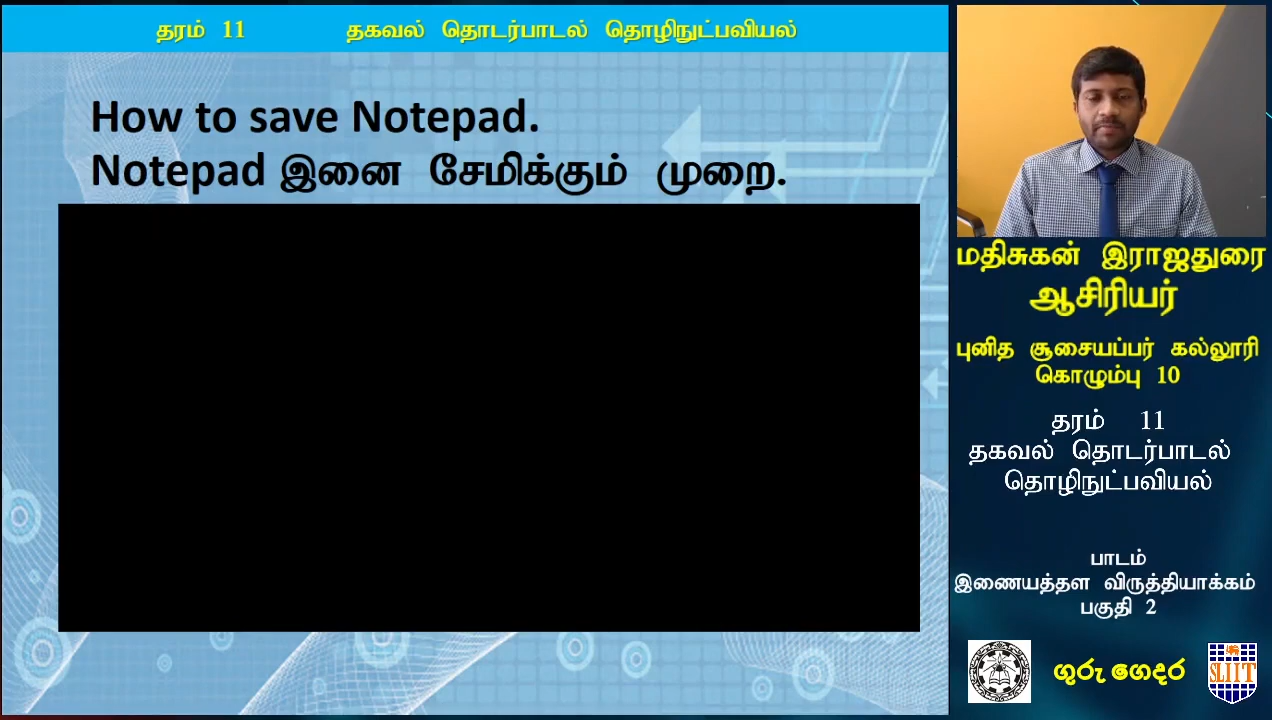 தரம் 11 தகவல் தொடர்பாடல் தொழிநுட்பவியல்
How to save Notepad.
Notepad இனை சேமிக்கும் முறை.
மதிசுகன் இராஜதுரை
ஆசிரியர்
புனித சூசையப்பர் கல்லூரி
கொழும்பு 10
தரம் 11
தகவல் தொடர்பாடல்
தொழிநுட்பவியல்
பாடம்
இணையத்தள விருத்தியாக்கம்
பகுதி 2
ගුරු ගෙදර
SLIIT